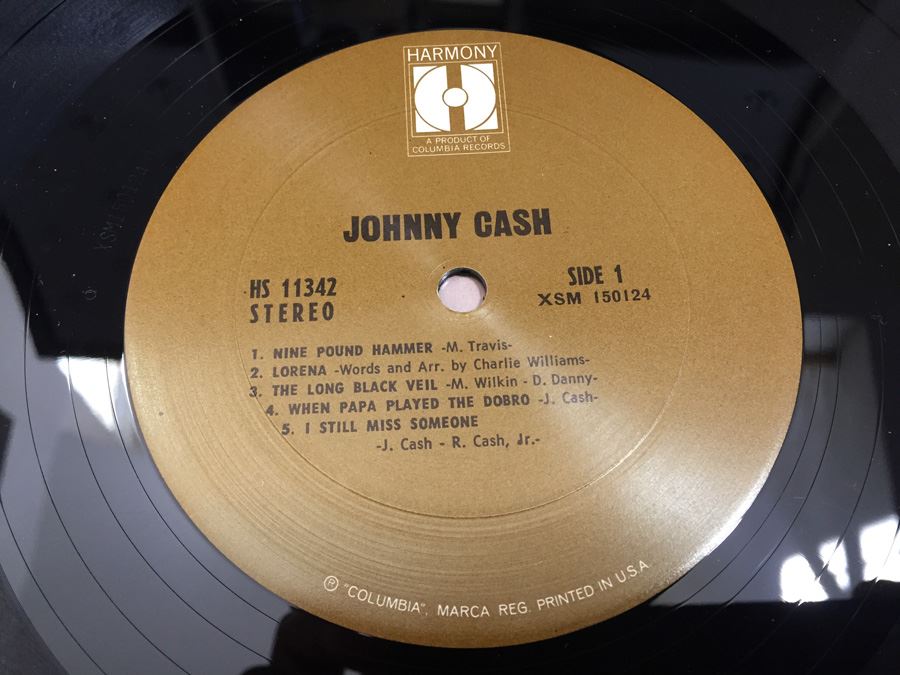 HARMONY
A PRODUCT OF
COLUMBIA RECORDS
JOHNNY CASH
HS 11342
STEREO
SIDE 1
XSM 150124
1. NINE POUND HAMMER -M. Travis-
2. LORENA -Words and Arr. by Charlie Williams-
3. THE LONG BLACK VEIL -M. Wilkin - D. Danny-
4. WHEN PAPA PLAYED THE DOBRO -J. Cash-
5. I STILL MISS SOMEONE
-J. Cash - R. Cash, Jr.-
Ⓡ "COLUMBIA", MARCA REG. PRINTED IN U.S.A